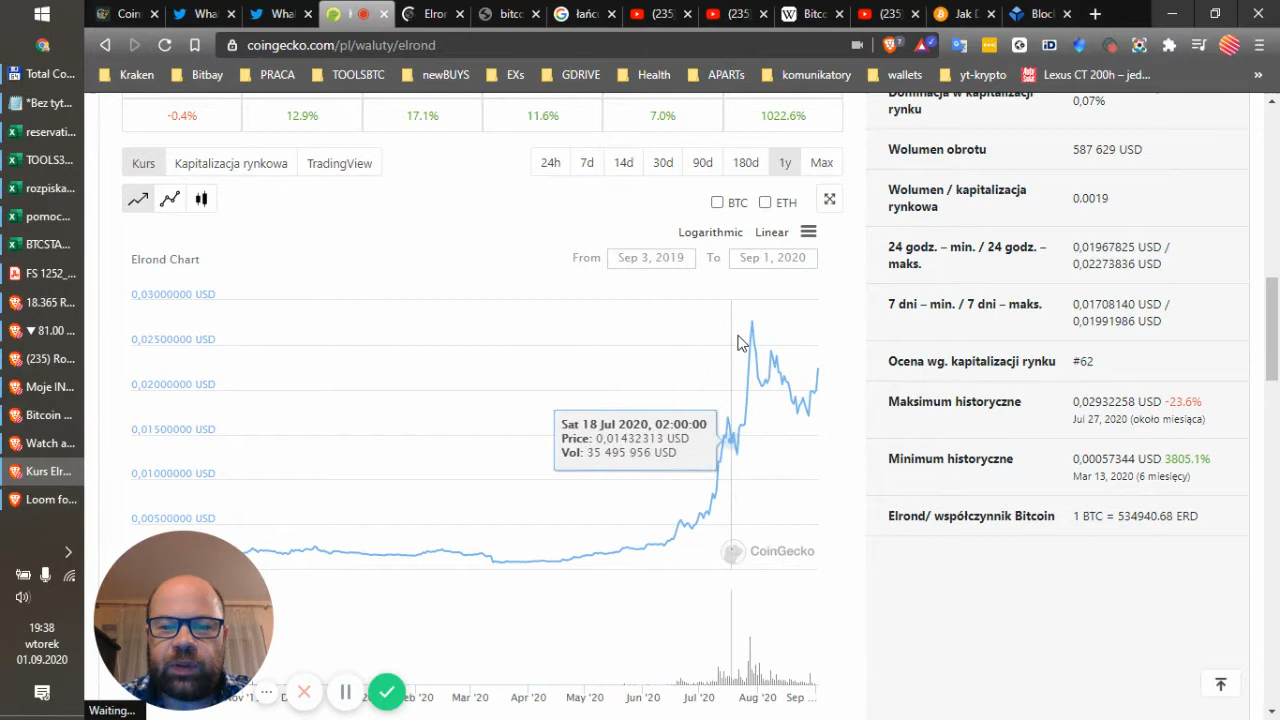 Coin
What
What
Elron
bitco
łańcu
(235)
(235)
Bitco
(235)
Jak D
Block
coingecko.com/pl/waluty/elrond
Kraken
Bitbay
PRACA
TOOLSBTC
newBUYS
EXs
GDRIVE
Health
APARTs
komunikatory
wallets
yt-krypto
Lexus CT 200h – jed...
»
Total Co...
*Bez tyt...
reservati...
TOOLS3...
rozpiska...
pomoc...
BTCSTA...
FS 1252_...
18.365 R...
▼ 81.00 ...
(235) Ro...
Moje IN...
Bitcoin ...
Watch a...
Kurs Elr...
Loom fo...
19:38
wtorek
01.09.2020
-0.4%
12.9%
17.1%
11.6%
7.0%
1022.6%
Kurs
Kapitalizacja rynkowa
TradingView
24h
7d
14d
30d
90d
180d
1y
Max
BTC
ETH
Logarithmic
Linear
Elrond Chart
From
Sep 3, 2019
To
Sep 1, 2020
0,03000000 USD
0,02500000 USD
0,02000000 USD
0,01500000 USD
0,01000000 USD
0,00500000 USD
Sat 18 Jul 2020, 02:00:00
Price: 0,01432313 USD
Vol: 35 495 956 USD
CoinGecko
Mar '20
Apr '20
May '20
Jun '20
Jul '20
Aug '20
Sep ...
Waiting...
Dominacja w kapitalizacji
rynku
0,07%
Wolumen obrotu
587 629 USD
Wolumen / kapitalizacja
rynkowa
0.0019
24 godz. – min. / 24 godz. –
maks.
0,01967825 USD /
0,02273836 USD
7 dni – min. / 7 dni – maks.
0,01708140 USD /
0,01991986 USD
Ocena wg. kapitalizacji rynku
#62
Maksimum historyczne
0,02932258 USD -23.6%
Jul 27, 2020 (około miesiąca)
Minimum historyczne
0,00057344 USD 3805.1%
Mar 13, 2020 (6 miesięcy)
Elrond/ współczynnik Bitcoin
1 BTC = 534940.68 ERD